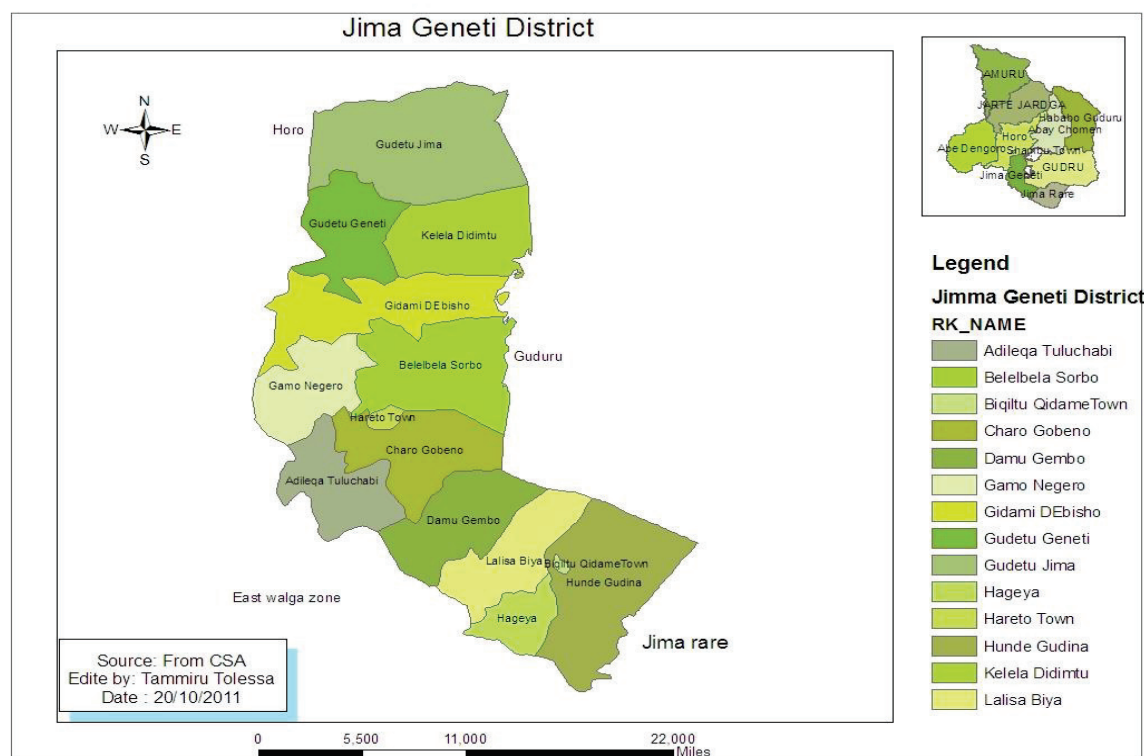 Jima Geneti District
N
W E
S
Horo
Gudetu Jima
Gudetu Geneti
Kelela Didimtu
Gidami DEbisho
Guduru
Belelbela Sorbo
Gamo Negero
Hareto Town
Charo Gobeno
Adileqa Tuluchabi
Damu Gembo
Lalisa Biya
Biqiltu QidameTown
Hunde Gudina
East walga zone
Hageya
Jima rare
Source: From CSA
Edite by: Tammiru Tolessa
Date : 20/10/2011
0 5,500 11,000 22,000
Miles
AMURU
JARTE JARDGA
Hababo Guduru
Abay Chomen
Horo
Abe Dengoro
Shambu Town
GUDRU
Jima Geneti
Jima Rare
Legend
Jimma Geneti District
RK_NAME
Adileqa Tuluchabi
Belelbela Sorbo
Biqiltu QidameTown
Charo Gobeno
Damu Gembo
Gamo Negero
Gidami DEbisho
Gudetu Geneti
Gudetu Jima
Hageya
Hareto Town
Hunde Gudina
Kelela Didimtu
Lalisa Biya